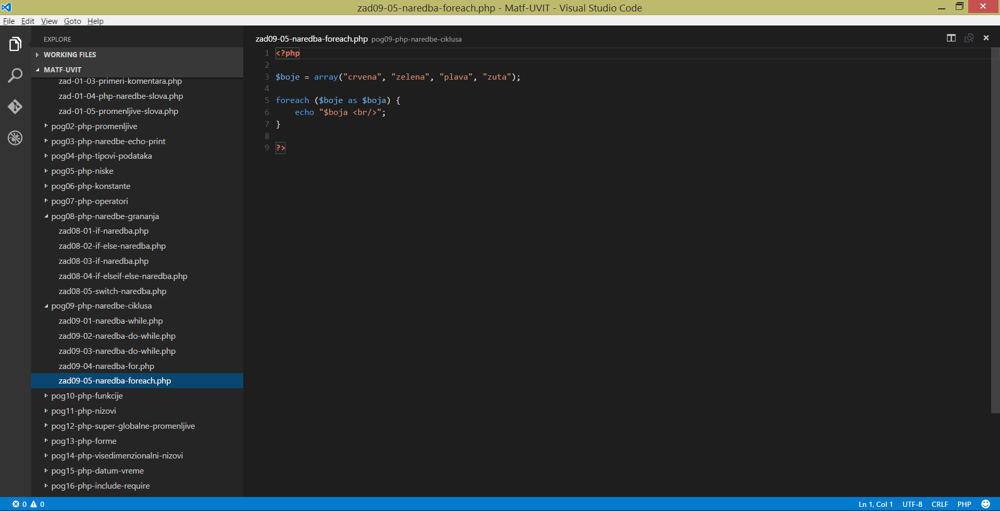 zad09-05-naredba-foreach.php - Matf-UVIT - Visual Studio Code
File Edit View Goto Help
EXPLORE
WORKING FILES
MATF-UVIT
zad-01-03-primeri-komentara.php
zad-01-04-php-naredbe-slova.php
zad-01-05-promenljive-slova.php
pog02-php-promenljive
pog03-php-naredbe-echo-print
pog04-php-tipovi-podataka
pog05-php-niske
pog06-php-konstante
pog07-php-operatori
pog08-php-naredbe-grananja
zad08-01-if-naredba.php
zad08-02-if-else-naredba.php
zad08-03-if-naredba.php
zad08-04-if-elseif-else-naredba.php
zad08-05-switch-naredba.php
pog09-php-naredbe-ciklusa
zad09-01-naredba-while.php
zad09-02-naredba-do-while.php
zad09-03-naredba-do-while.php
zad09-04-naredba-for.php
zad09-05-naredba-foreach.php
pog10-php-funkcije
pog11-php-nizovi
pog12-php-super-globalne-promenljive
pog13-php-forme
pog14-php-visedimenzionalni-nizovi
pog15-php-datum-vreme
pog16-php-include-require
zad09-05-naredba-foreach.php pog09-php-naredbe-ciklusa
1 <?php
2
3 $boje = array("crvena", "zelena", "plava", "zuta");
4
5 foreach ($boje as $boja) {
6     echo "$boja <br/>";
7 }
8
9 ?>
0 0
Ln 1, Col 1 UTF-8 CRLF PHP